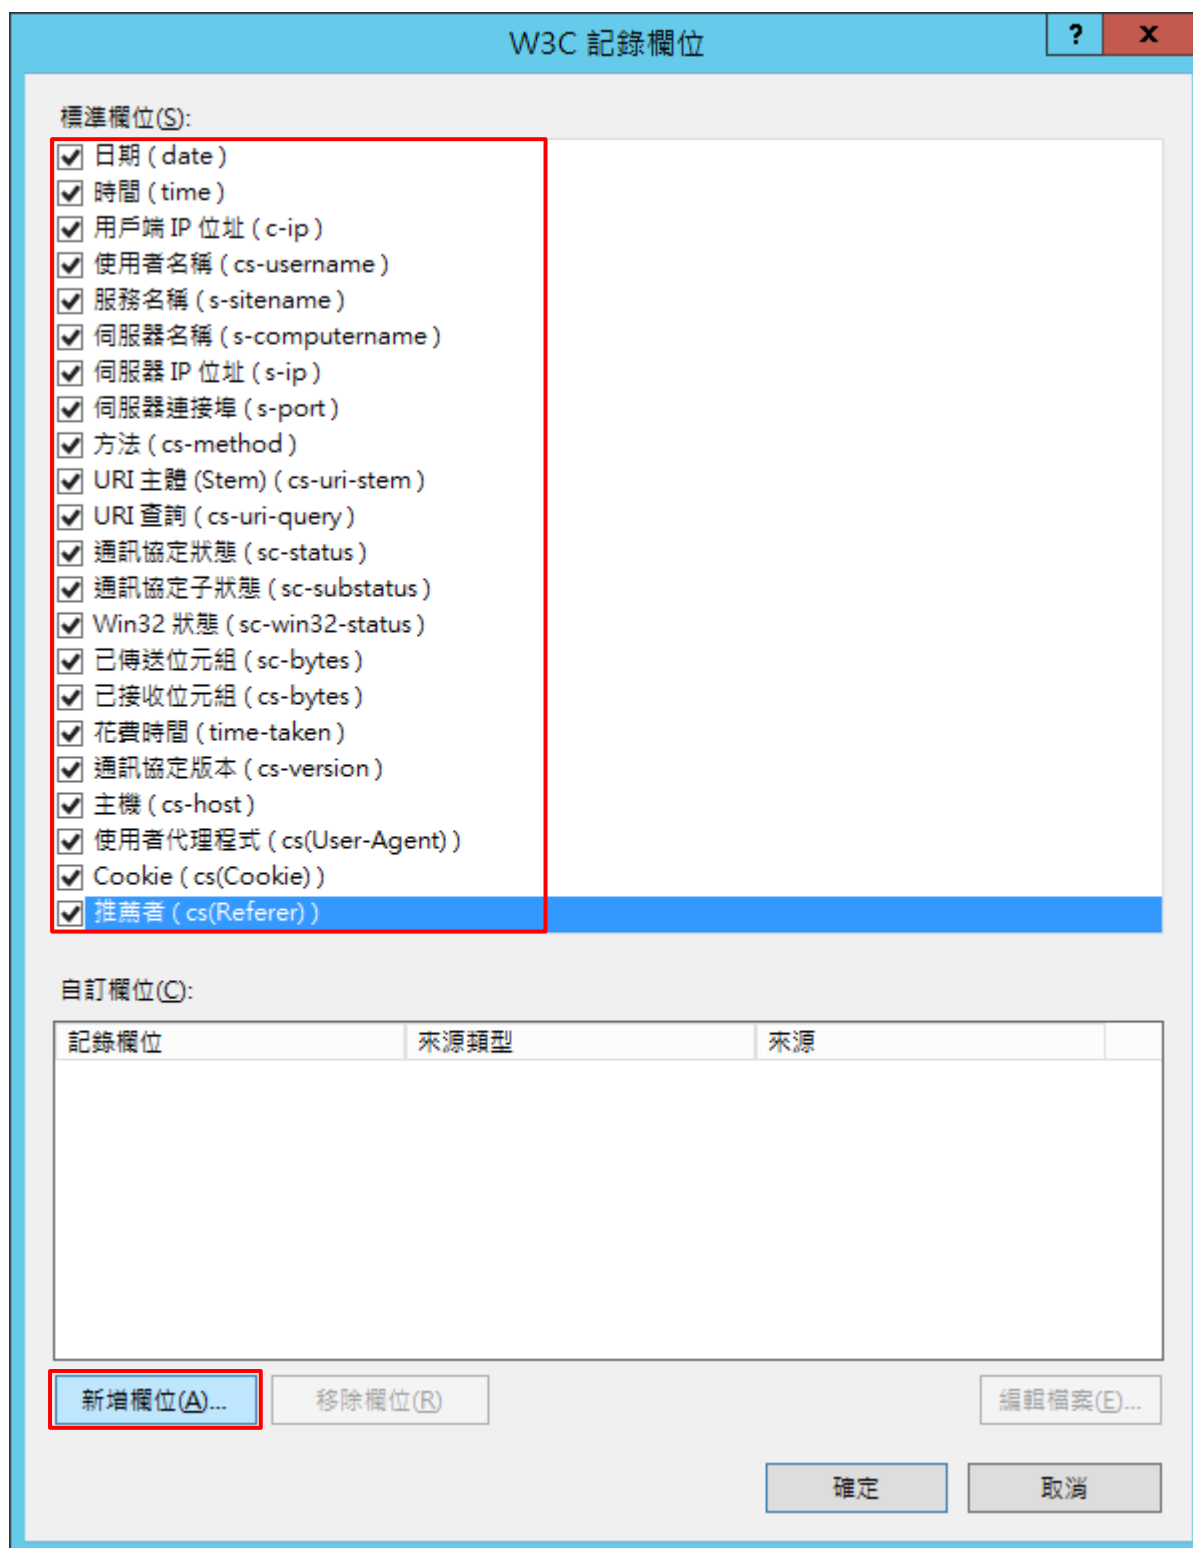 W3C 記錄欄位
?
x
標準欄位(S):
日期 ( date )
時間 ( time )
用戶端 IP 位址 ( c-ip )
使用者名稱 ( cs-username )
服務名稱 ( s-sitename )
伺服器名稱 ( s-computername )
伺服器 IP 位址 ( s-ip )
伺服器連接埠 ( s-port )
方法 ( cs-method )
URI 主體 (Stem) ( cs-uri-stem )
URI 查詢 ( cs-uri-query )
通訊協定狀態 ( sc-status )
通訊協定子狀態 ( sc-substatus )
Win32 狀態 ( sc-win32-status )
已傳送位元組 ( sc-bytes )
已接收位元組 ( cs-bytes )
花費時間 ( time-taken )
通訊協定版本 ( cs-version )
主機 ( cs-host )
使用者代理程式 ( cs(User-Agent) )
Cookie ( cs(Cookie) )
推薦者 ( cs(Referer) )
自訂欄位(C):
記錄欄位 來源類型 來源
新增欄位(A)... 移除欄位(R) 編輯檔案(E)...
確定 取消